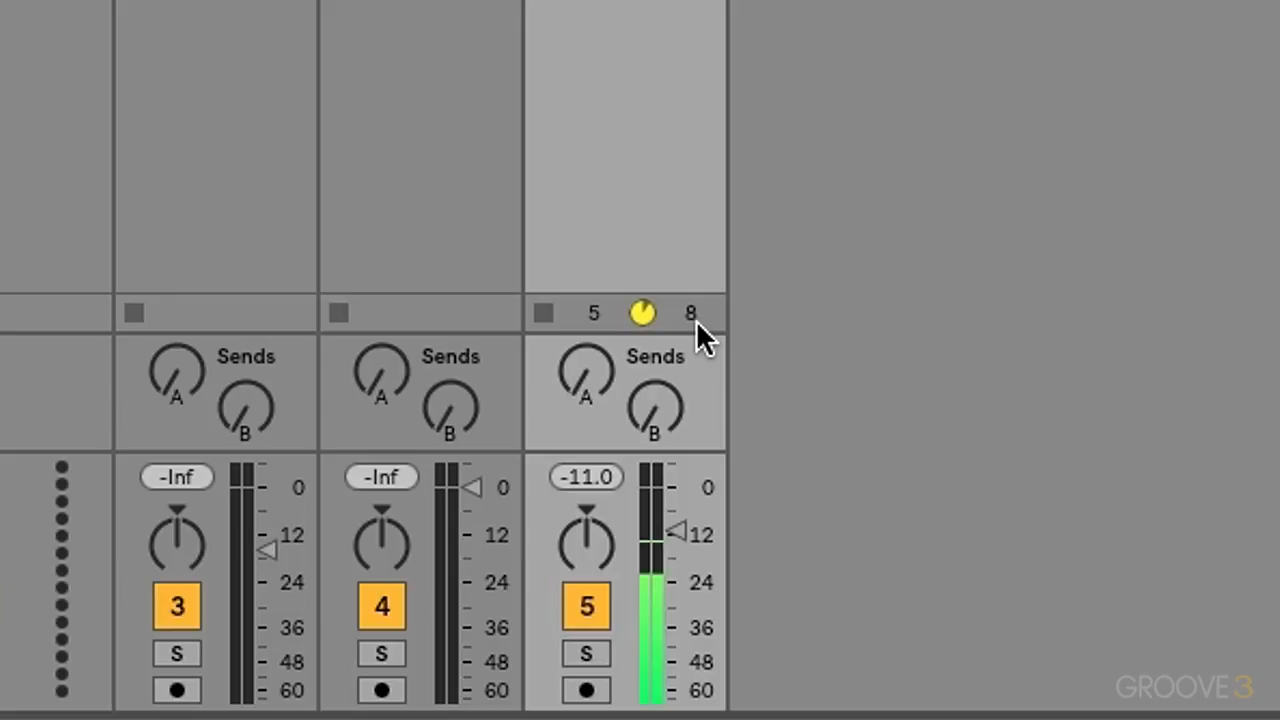 5 8
Sends Sends Sends
A A A
B B B
-Inf 0 -Inf 0 -11.0 0
12 12 12
24 24 24
3 4 5
36 36 36
S S S
48 48 48
60 60 60
GROOVE3